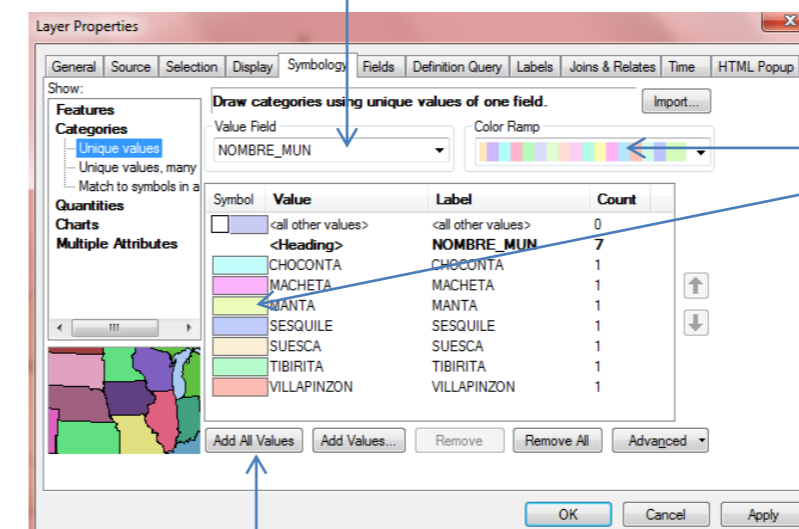 Layer Properties
General Source Selection Display Symbology Fields Definition Query Labels Joins & Relates Time HTML Popup
Show:
Features
Categories
Unique values
Unique values, many
Match to symbols in a
Quantities
Charts
Multiple Attributes
Draw categories using unique values of one field.
Import...
Value Field
NOMBRE_MUN
Color Ramp
Symbol Value Label Count
<all other values> <all other values> 0
<Heading> NOMBRE_MUN 7
CHOCONTA CHOCONTA 1
MACHETA MACHETA 1
MANTA MANTA 1
SESQUILE SESQUILE 1
SUESCA SUESCA 1
TIBIRITA TIBIRITA 1
VILLAPINZON VILLAPINZON 1
Add All Values Add Values... Remove Remove All Advanced
OK Cancel Apply